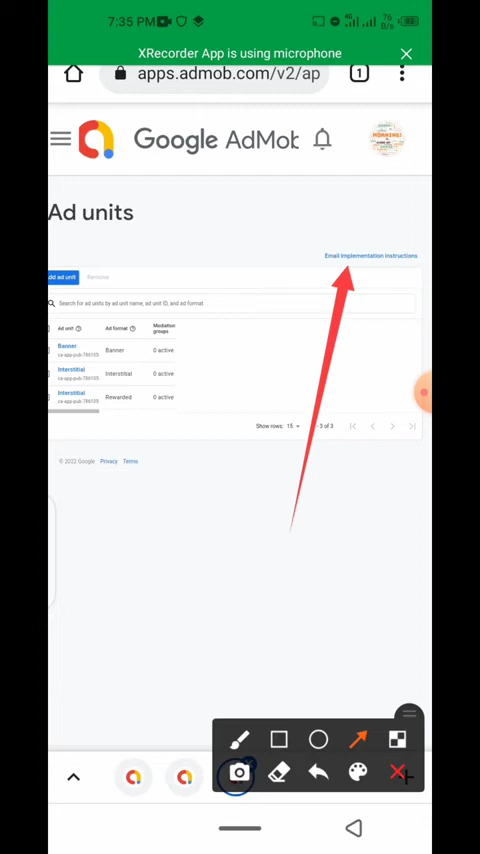 7:35 PM
4G
76
B/s
XRecorder App is using microphone
apps.admob.com/v2/ap
1
Google AdMob
MORNING!
Ad units
Email implementation instructions
dd ad unit
Remove
Search for ad units by ad unit name, ad unit ID, and ad format
Ad unit
Ad format
Mediation
groups
Banner
ca-app-pub-786105
Banner
0 active
Interstitial
ca-app-pub-786105
Interstitial
0 active
Interstitial
ca-app-pub-786105
Rewarded
0 active
Show rows: 15
3 of 3
© 2022 Google
Privacy
Terms